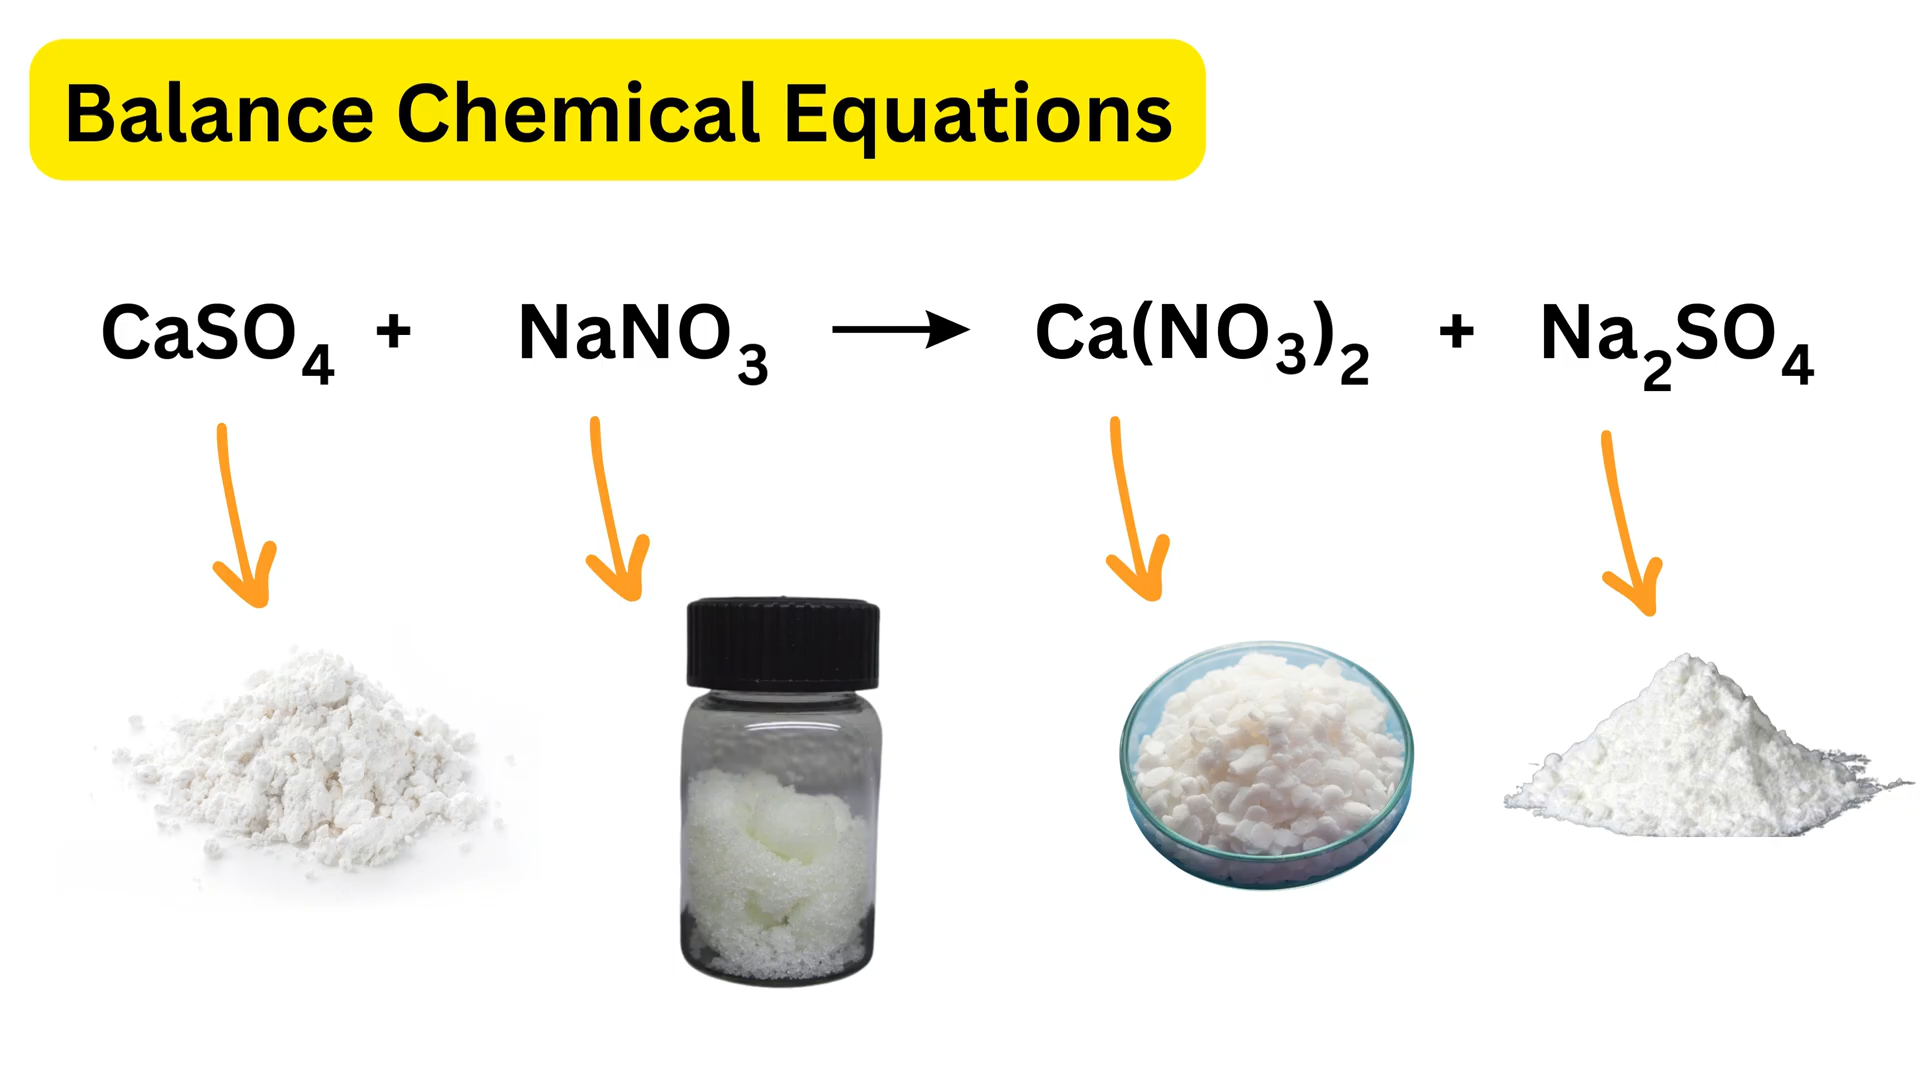 Balance Chemical Equations
CaSO₄ + NaNO₃ → Ca(NO₃)₂ + Na₂SO₄